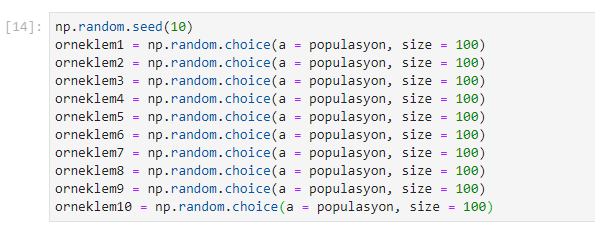 [14]: np.random.seed(10)
orneklem1 = np.random.choice(a = populasyon, size = 100)
orneklem2 = np.random.choice(a = populasyon, size = 100)
orneklem3 = np.random.choice(a = populasyon, size = 100)
orneklem4 = np.random.choice(a = populasyon, size = 100)
orneklem5 = np.random.choice(a = populasyon, size = 100)
orneklem6 = np.random.choice(a = populasyon, size = 100)
orneklem7 = np.random.choice(a = populasyon, size = 100)
orneklem8 = np.random.choice(a = populasyon, size = 100)
orneklem9 = np.random.choice(a = populasyon, size = 100)
orneklem10 = np.random.choice(a = populasyon, size = 100)